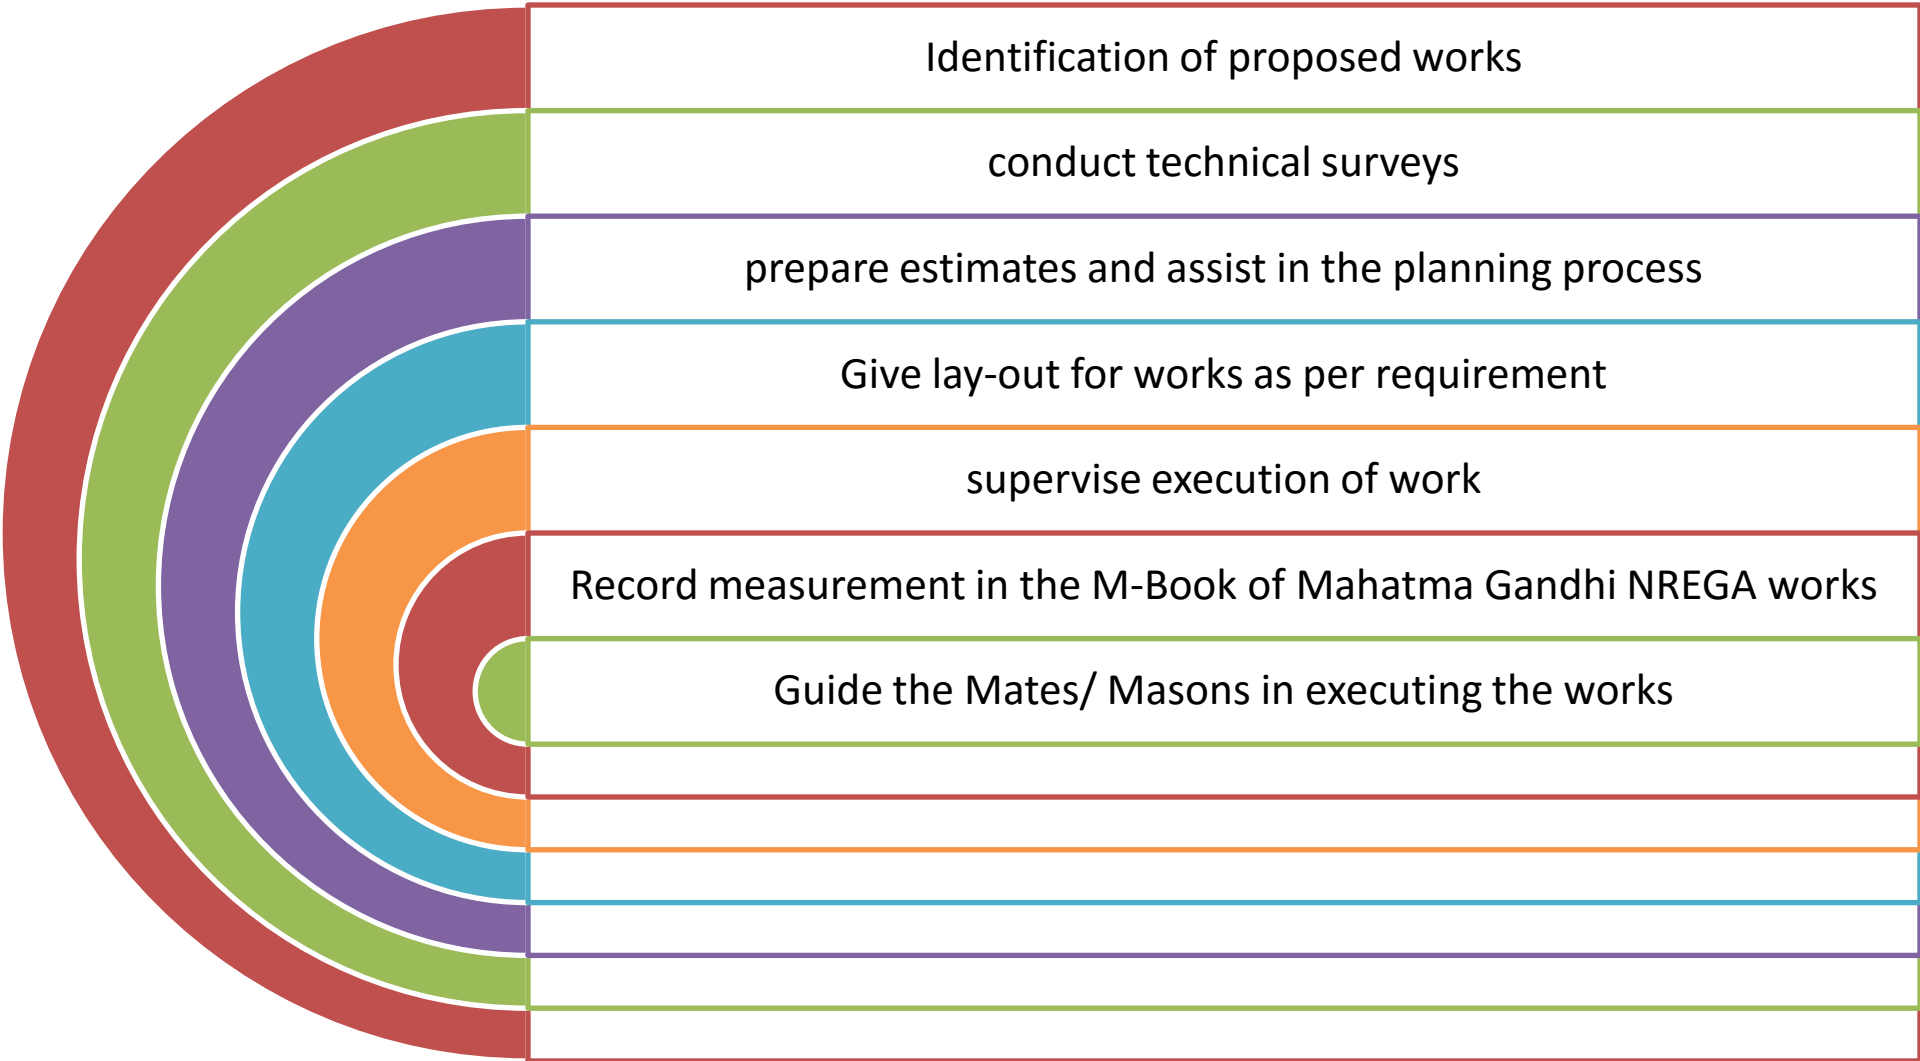 Identification of proposed works
conduct technical surveys
prepare estimates and assist in the planning process
Give lay-out for works as per requirement
supervise execution of work
Record measurement in the M-Book of Mahatma Gandhi NREGA works
Guide the Mates/ Masons in executing the works